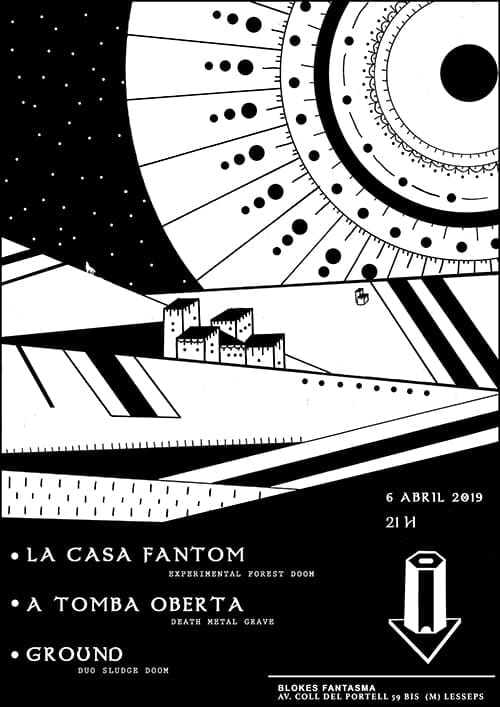 6 ABRIL 2019
21 H
LA CASA FANTOM
EXPERIMENTAL FOREST DOOM
A TOMBA OBERTA
DEATH METAL GRAVE
GROUND
DUO SLUDGE DOOM
BLOKES FANTASMA
AV. COLL DEL PORTELL 59 BIS (M) LESSEPS